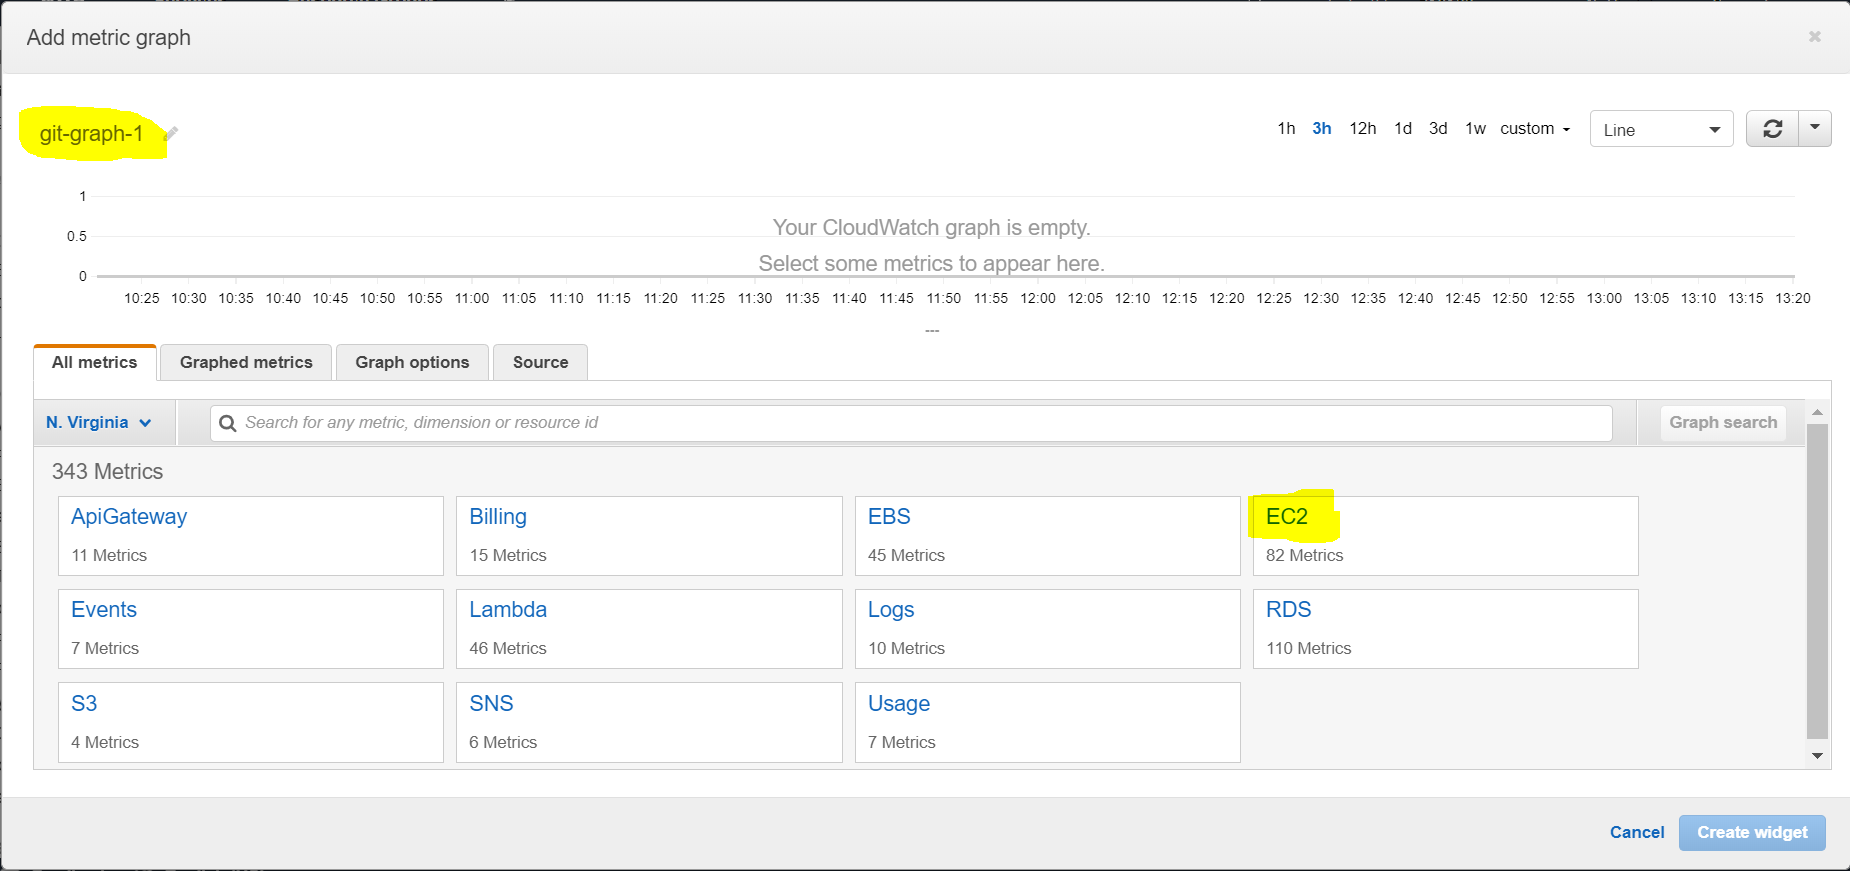 Add metric graph
git-graph-1
1h 3h 12h 1d 3d 1w custom Line
1
0.5
0
Your CloudWatch graph is empty.
Select some metrics to appear here.
10:25 10:30 10:35 10:40 10:45 10:50 10:55 11:00 11:05 11:10 11:15 11:20 11:25 11:30 11:35 11:40 11:45 11:50 11:55 12:00 12:05 12:10 12:15 12:20 12:25 12:30 12:35 12:40 12:45 12:50 12:55 13:00 13:05 13:10 13:15 13:20
---
All metrics Graphed metrics Graph options Source
N. Virginia Search for any metric, dimension or resource id Graph search
343 Metrics
ApiGateway Billing EBS EC2
11 Metrics 15 Metrics 45 Metrics 82 Metrics
Events Lambda Logs RDS
7 Metrics 46 Metrics 10 Metrics 110 Metrics
S3 SNS Usage
4 Metrics 6 Metrics 7 Metrics
Cancel Create widget